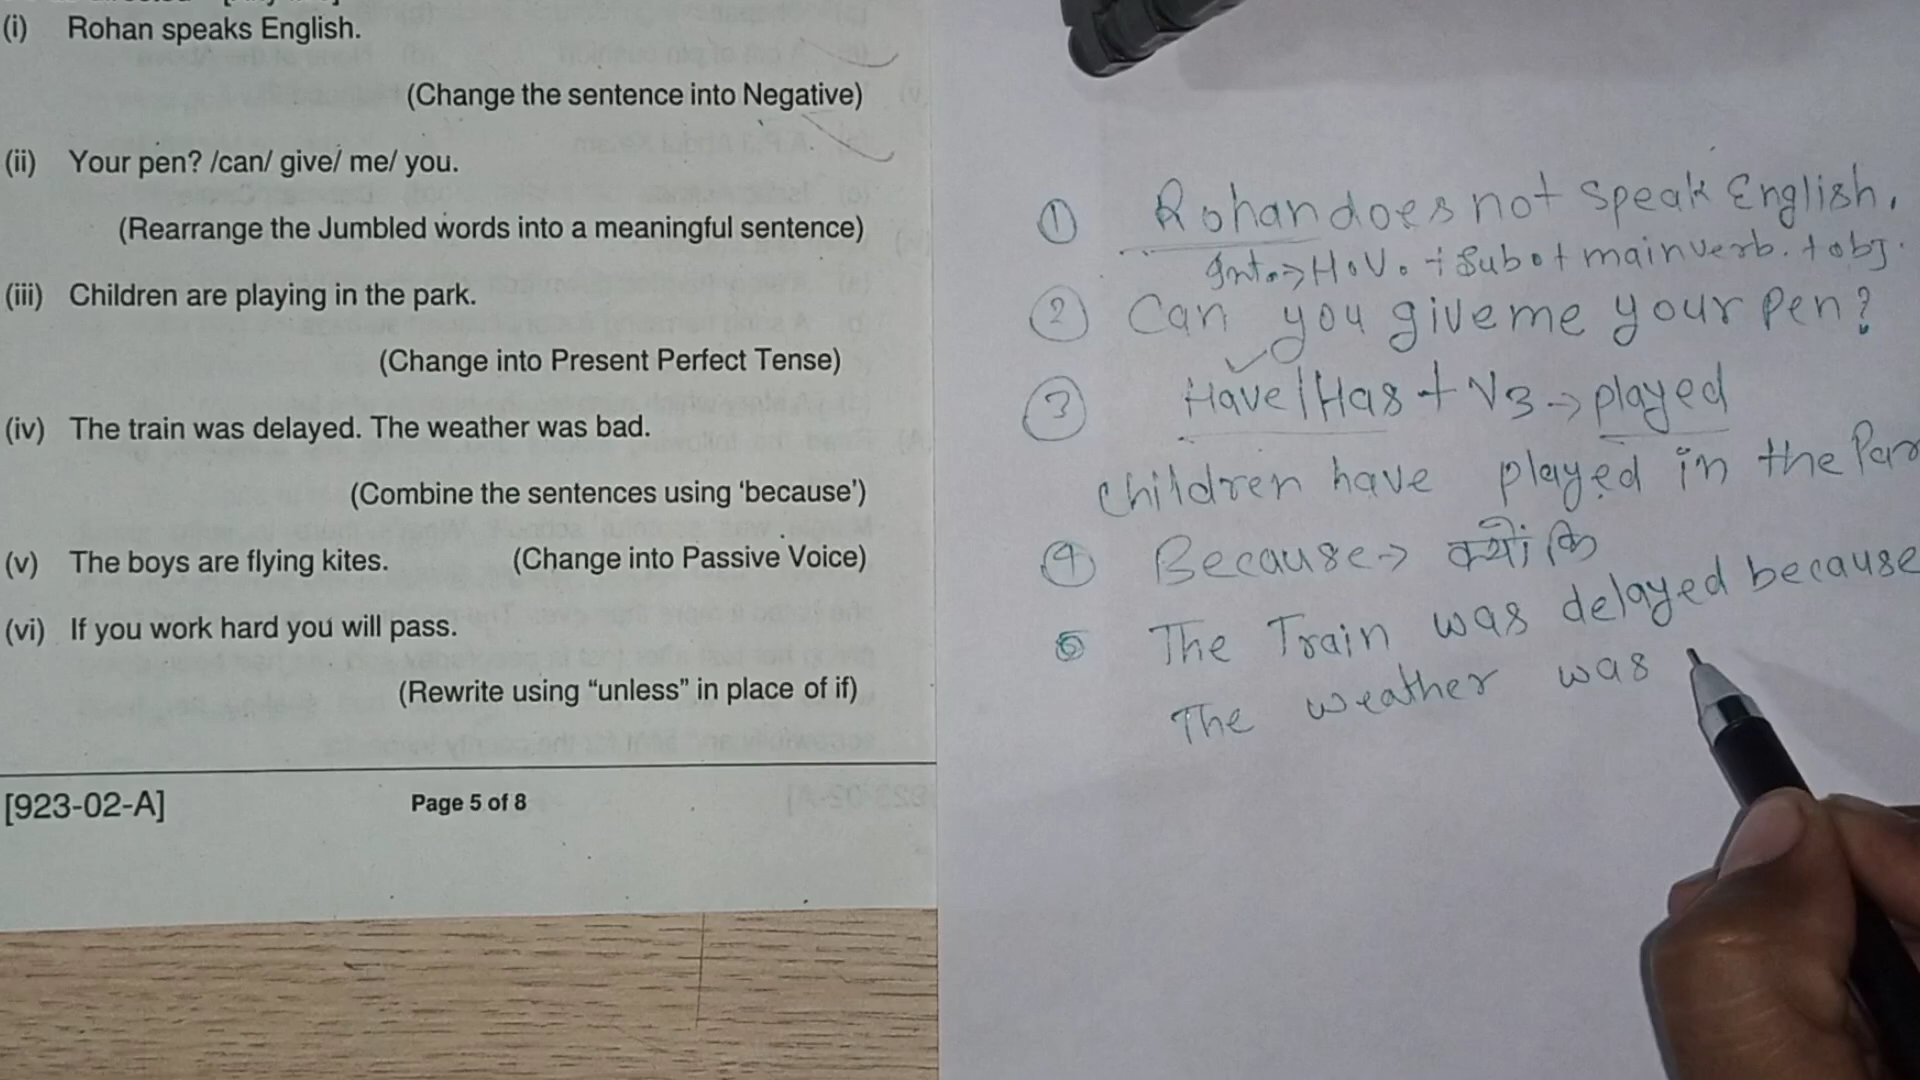 (i) Rohan speaks English.
(Change the sentence into Negative)
(ii) Your pen? /can/ give/ me/ you.
(Rearrange the Jumbled words into a meaningful sentence)
(iii) Children are playing in the park.
(Change into Present Perfect Tense)
(iv) The train was delayed. The weather was bad.
(Combine the sentences using ‘because’)
(v) The boys are flying kites. (Change into Passive Voice)
(vi) If you work hard you will pass.
(Rewrite using “unless” in place of if)
[923-02-A] Page 5 of 8
① Rohan does not speak English.
Int.⇒ H.V. + Sub + main verb. + obj.
② Can you give me your pen?
③ Have/Has + V3 → played
Children have played in the Par
④ Because → क्योंकि
⑤ The Train was delayed because
The weather was